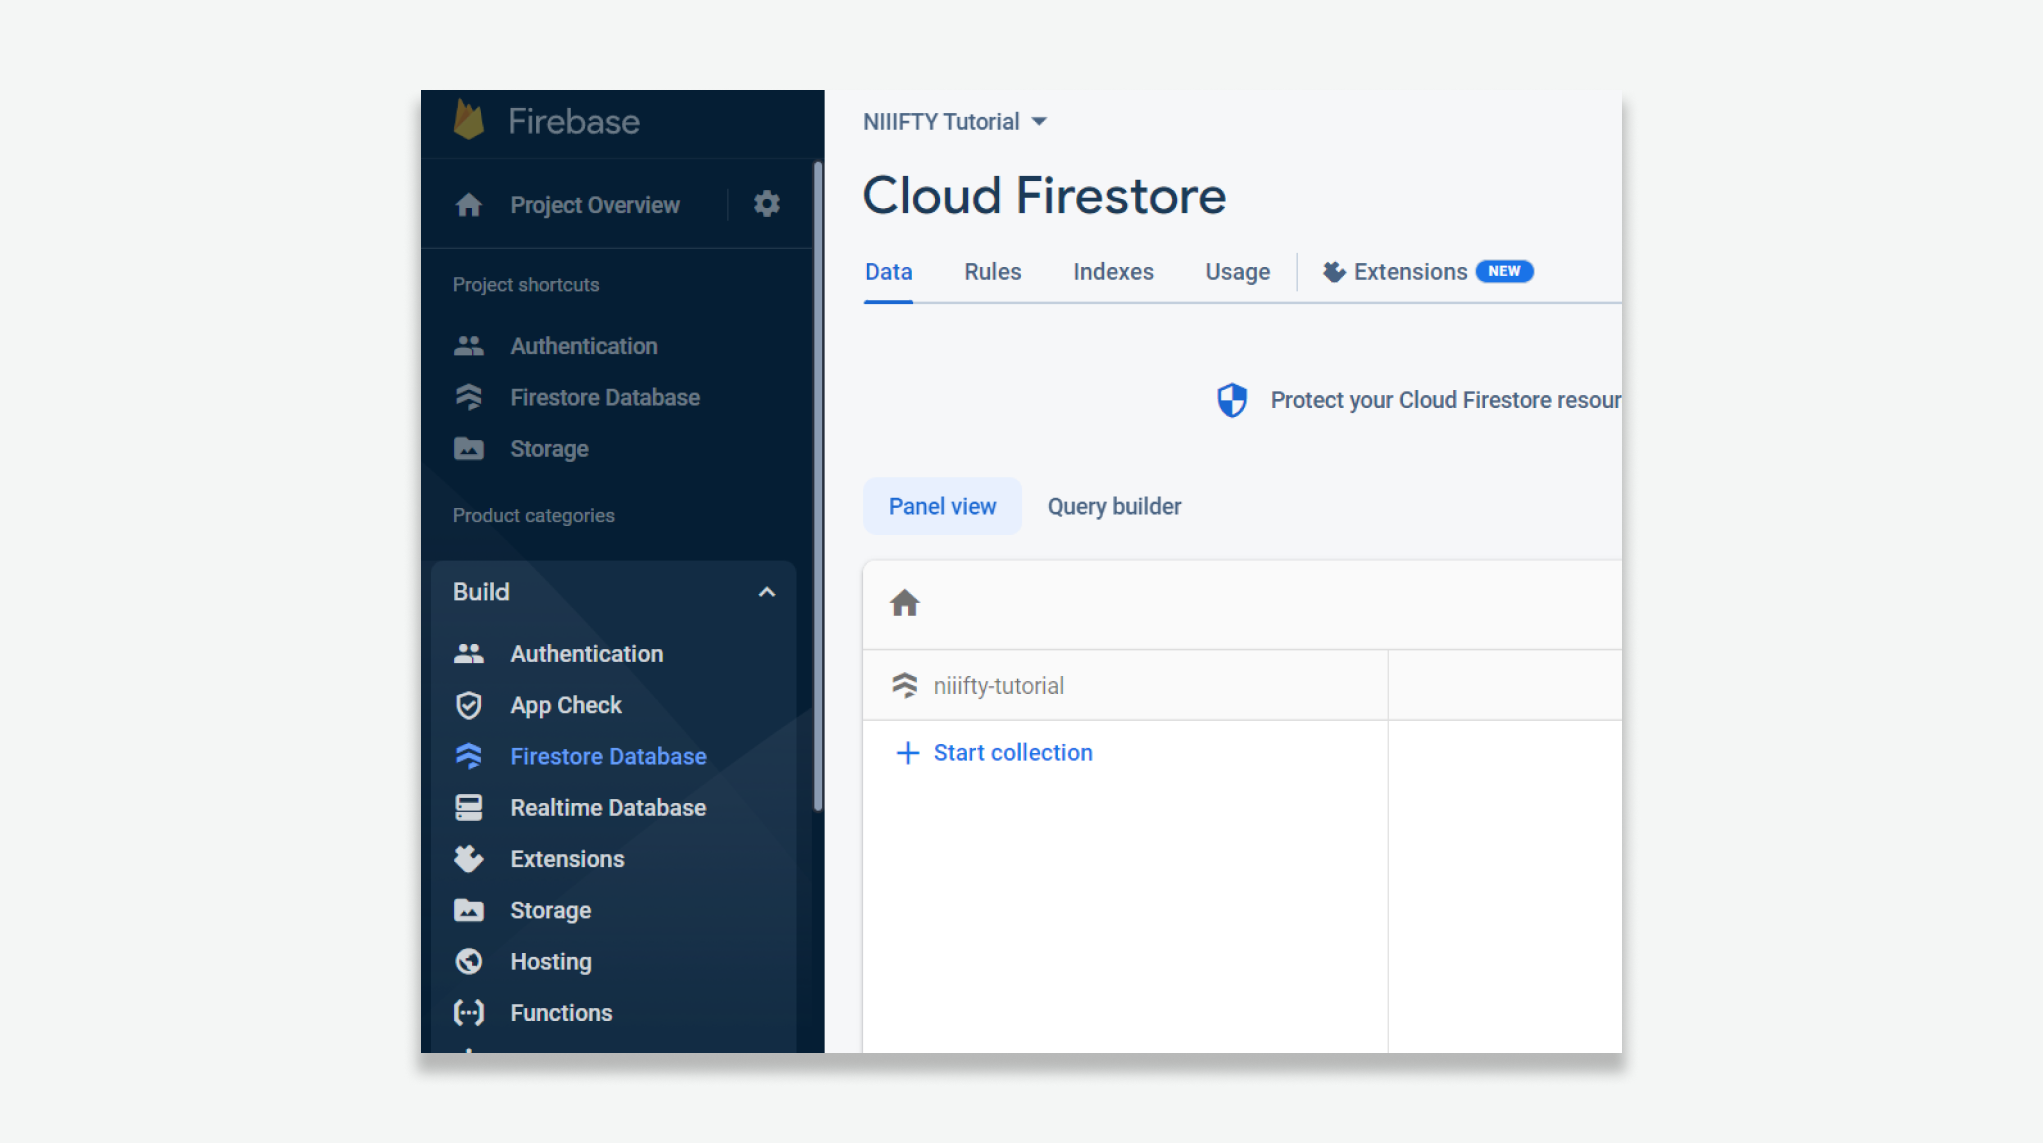 Firebase
Project Overview
Project shortcuts
Authentication
Firestore Database
Storage
Product categories
Build
Authentication
App Check
Firestore Database
Realtime Database
Extensions
Storage
Hosting
Functions
NIIIFTY Tutorial
Cloud Firestore
Data Rules Indexes Usage Extensions NEW
Protect your Cloud Firestore resour
Panel view Query builder
niiifty-tutorial
Start collection